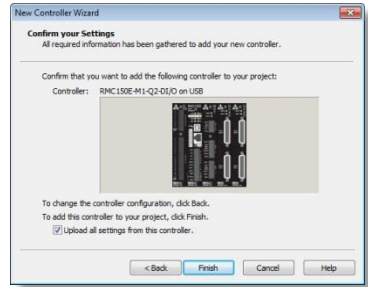 New Controller Wizard
Confirm your Settings
All required information has been gathered to add your new controller.
Confirm that you want to add the following controller to your project:
Controller: RMC150E-M1-Q2-DI/O on USB
To change the controller configuration, click Back.
To add this controller to your project, click Finish.
Upload all settings from this controller.
< Back Finish Cancel Help